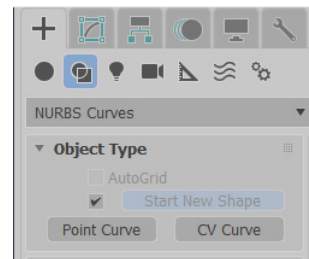 NURBS Curves
Object Type
AutoGrid
Start New Shape
Point Curve CV Curve